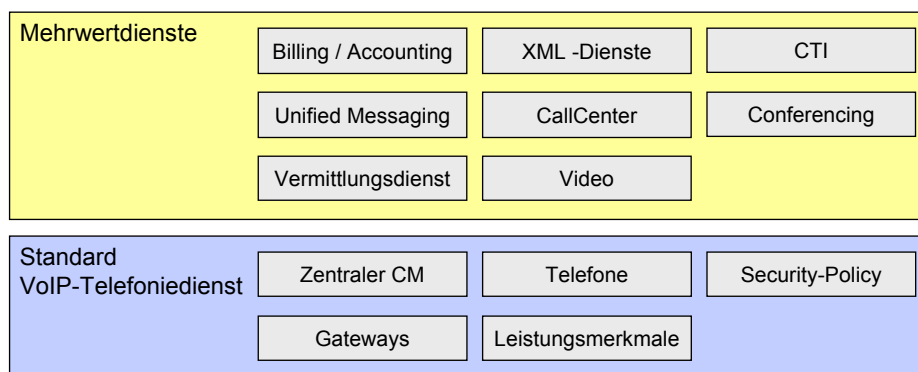 Mehrwertdienste
Billing / Accounting
XML -Dienste
CTI
Unified Messaging
CallCenter
Conferencing
Vermittlungsdienst
Video
Standard
VoIP-Telefoniedienst
Zentraler CM
Telefone
Security-Policy
Gateways
Leistungsmerkmale